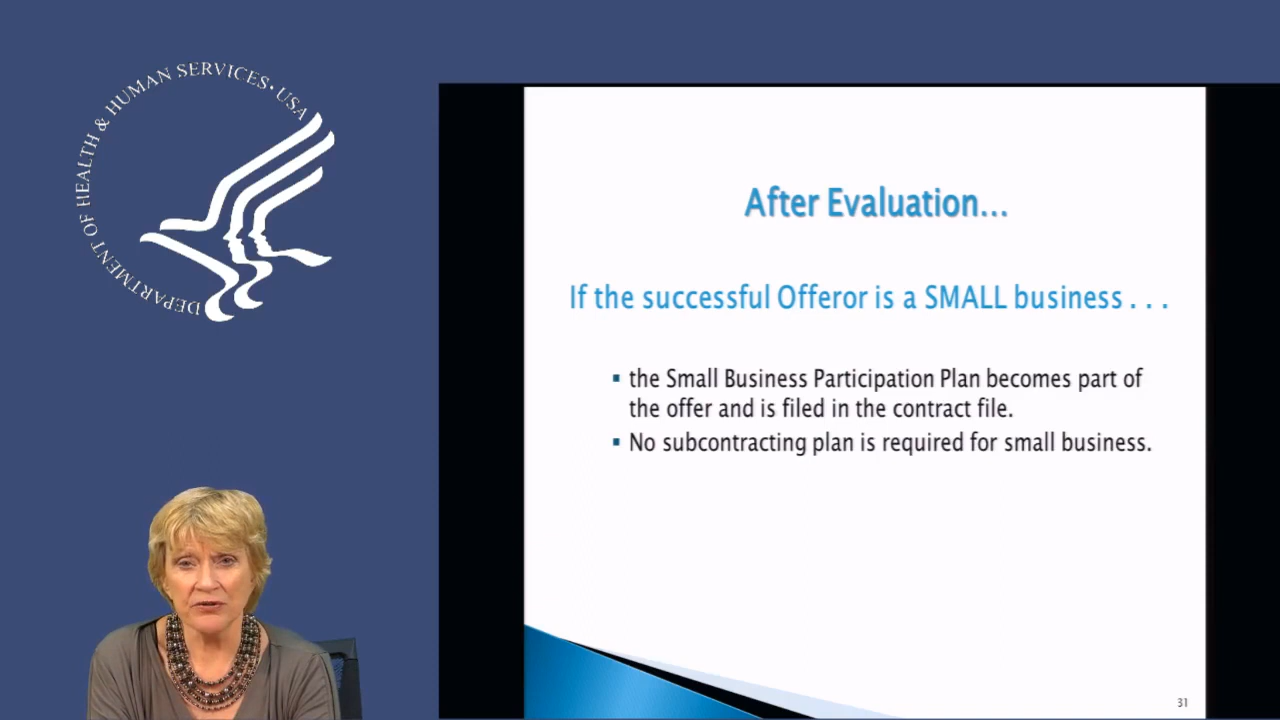 DEPARTMENT OF HEALTH & HUMAN SERVICES • USA
After Evaluation...
If the successful Offeror is a SMALL business . . .
▪ the Small Business Participation Plan becomes part of
the offer and is filed in the contract file.
▪ No subcontracting plan is required for small business.
31